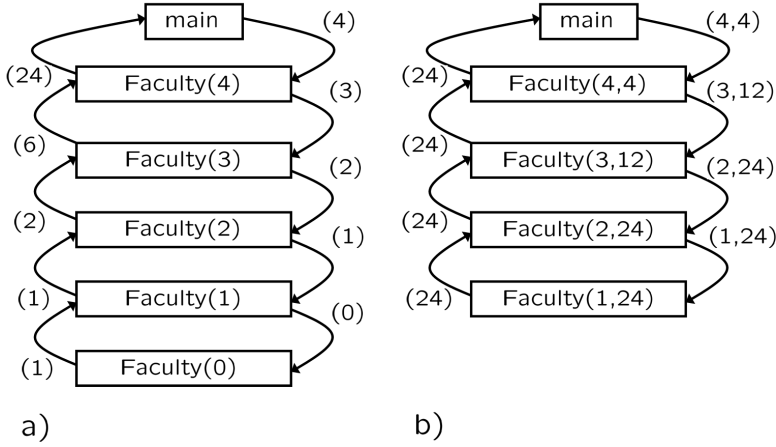 main
(4)
(24)
Faculty(4)
(3)
(6)
Faculty(3)
(2)
(2)
Faculty(2)
(1)
(1)
Faculty(1)
(0)
(1)
Faculty(0)
a)
main
(4,4)
(24)
Faculty(4,4)
(3,12)
(24)
Faculty(3,12)
(2,24)
(24)
Faculty(2,24)
(1,24)
(24)
Faculty(1,24)
b)